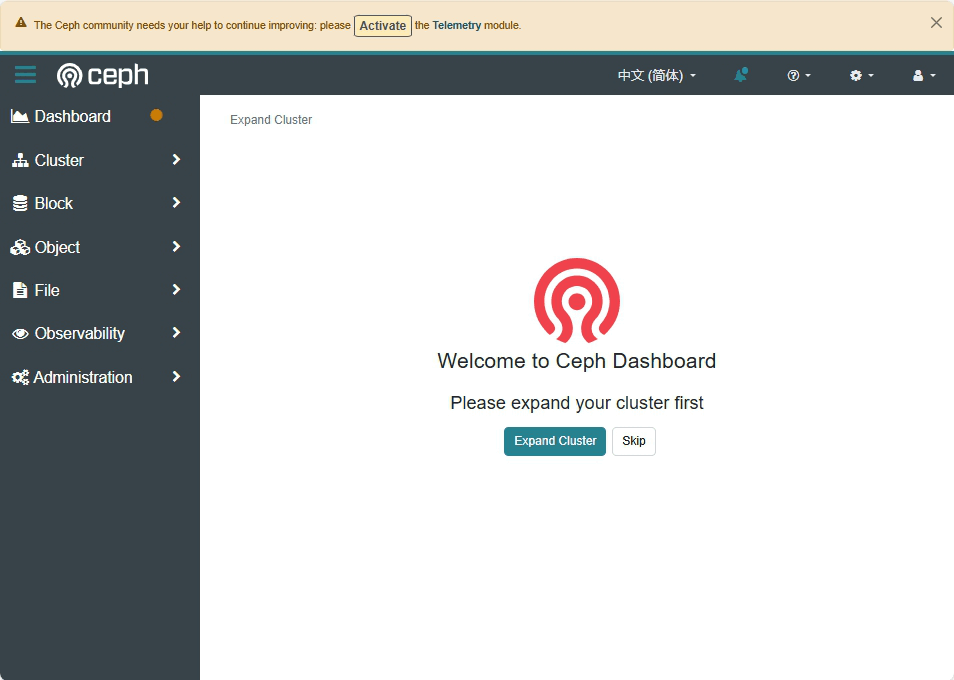 The Ceph community needs your help to continue improving: please Activate the Telemetry module.
ceph
中文 (简体)
Dashboard
Cluster
Block
Object
File
Observability
Administration
Expand Cluster
Welcome to Ceph Dashboard
Please expand your cluster first
Expand Cluster Skip